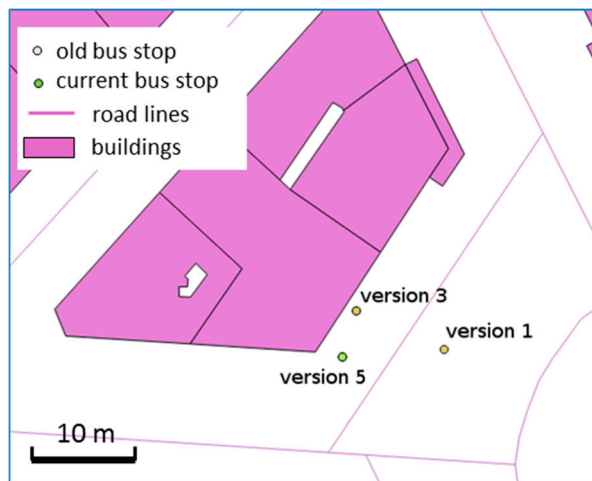 old bus stop
current bus stop
road lines
buildings
version 3
version 1
version 5
10 m